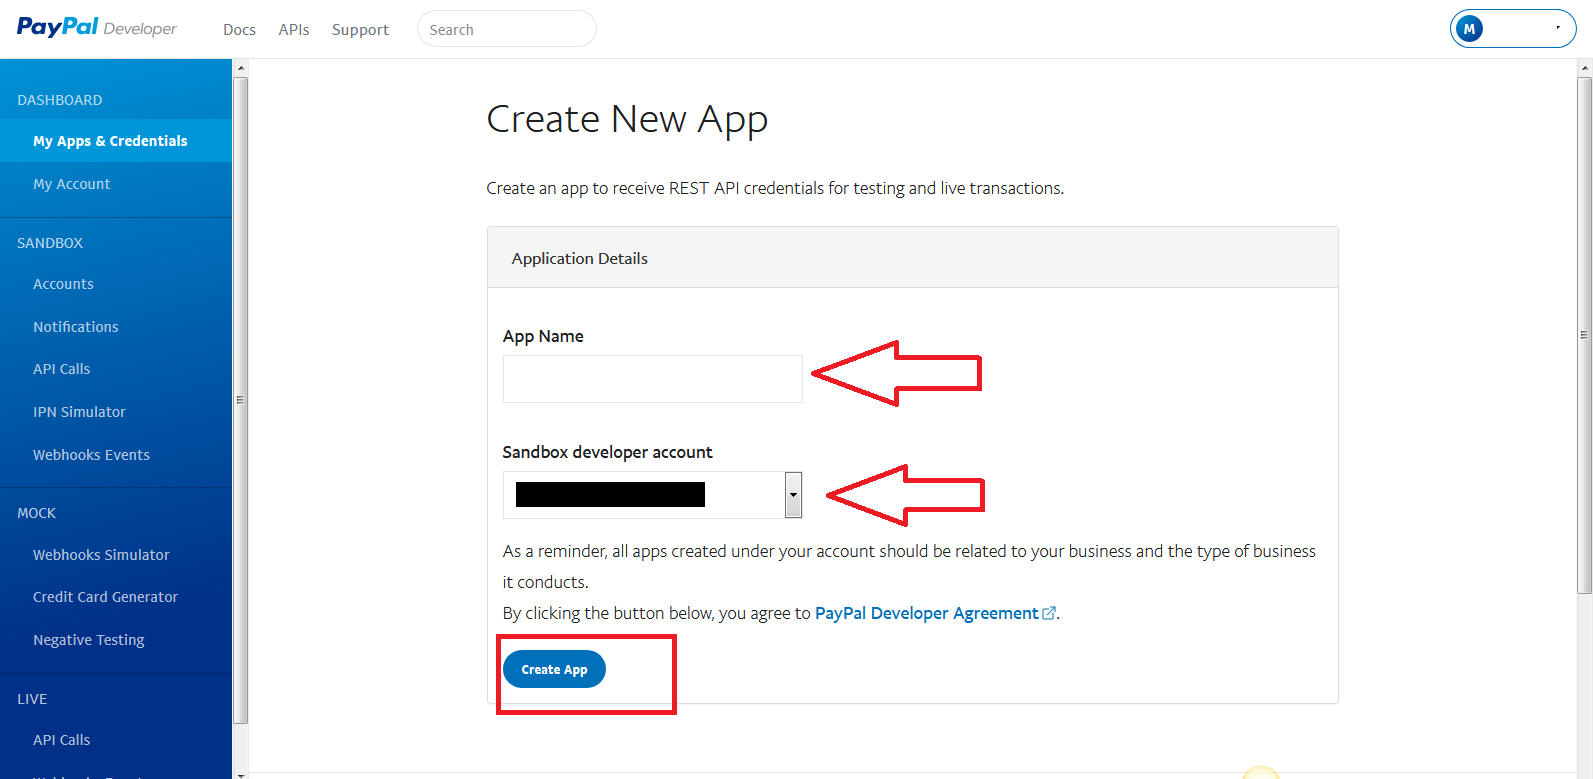 PayPal Developer
Docs APIs Support Search
M
DASHBOARD
My Apps & Credentials
My Account
SANDBOX
Accounts
Notifications
API Calls
IPN Simulator
Webhooks Events
MOCK
Webhooks Simulator
Credit Card Generator
Negative Testing
LIVE
API Calls
Create New App
Create an app to receive REST API credentials for testing and live transactions.
Application Details
App Name
Sandbox developer account
As a reminder, all apps created under your account should be related to your business and the type of business
it conducts.
By clicking the button below, you agree to PayPal Developer Agreement.
Create App